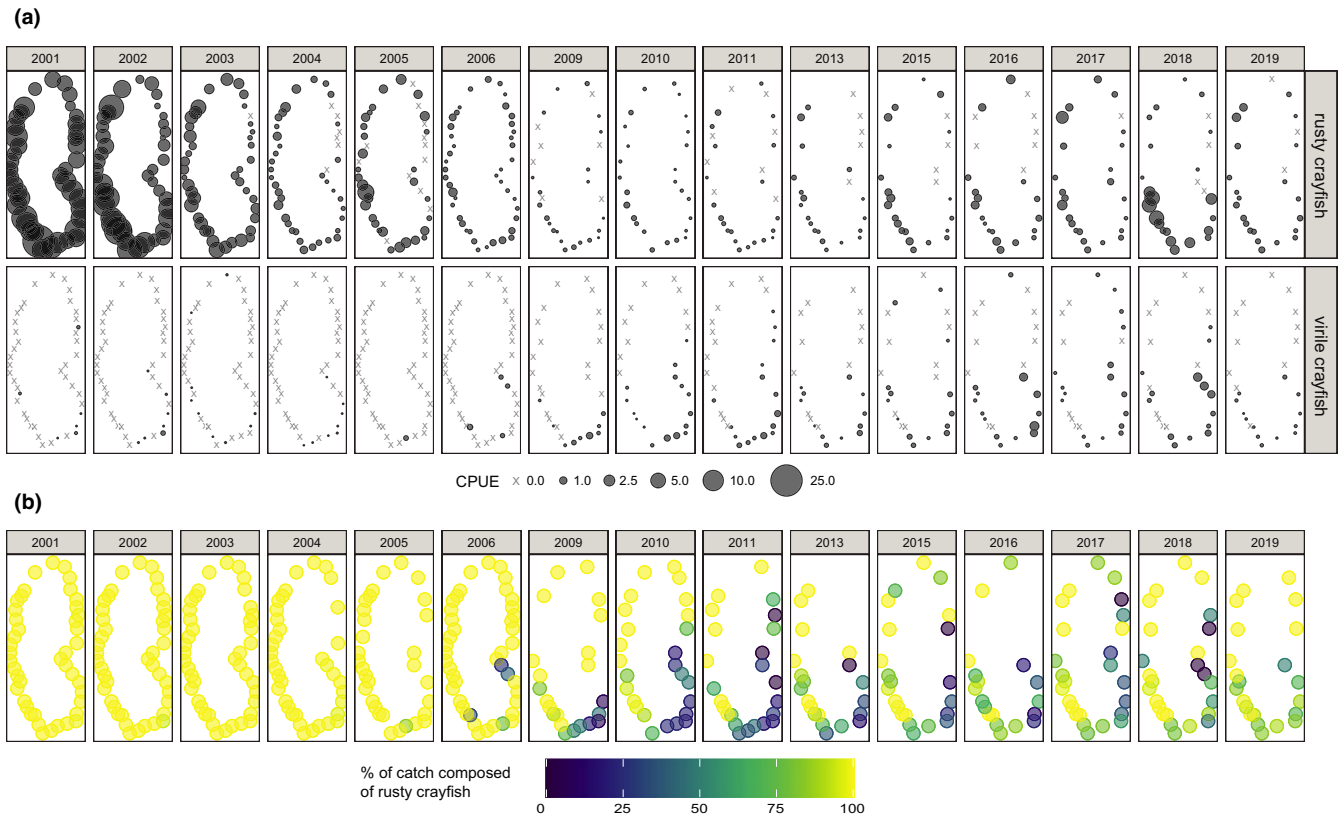 (a)
2001 2002 2003 2004 2005 2006 2009 2010 2011 2013 2015 2016 2017 2018 2019
rusty crayfish
virile crayfish
CPUE x 0.0 1.0 2.5 5.0 10.0 25.0
(b)
2001 2002 2003 2004 2005 2006 2009 2010 2011 2013 2015 2016 2017 2018 2019
% of catch composed
of rusty crayfish
0 25 50 75 100